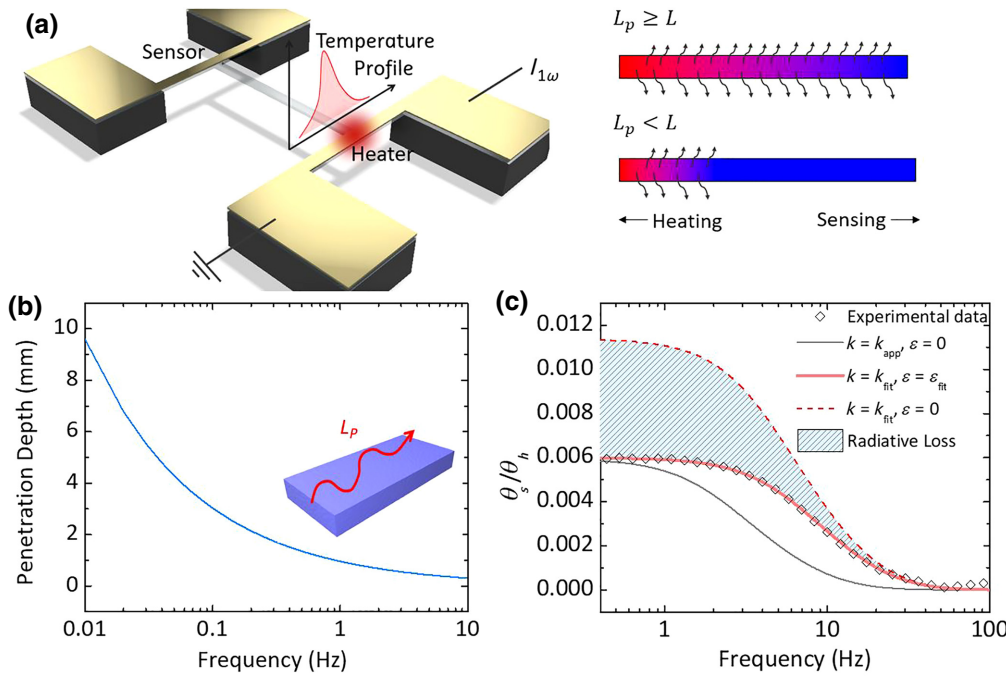 (a)
Sensor
Temperature
Profile
I1ω
Heater
Lp ≥ L
Lp < L
Heating
Sensing
(b)
Penetration Depth (mm)
10
8
6
4
2
0
LP
0.01
0.1
1
10
Frequency (Hz)
(c)
θs/θh
0.012
0.010
0.008
0.006
0.004
0.002
0.000
Experimental data
k = kapp, ε = 0
k = kfit, ε = εfit
k = kfit, ε = 0
Radiative Loss
1
10
100
Frequency (Hz)